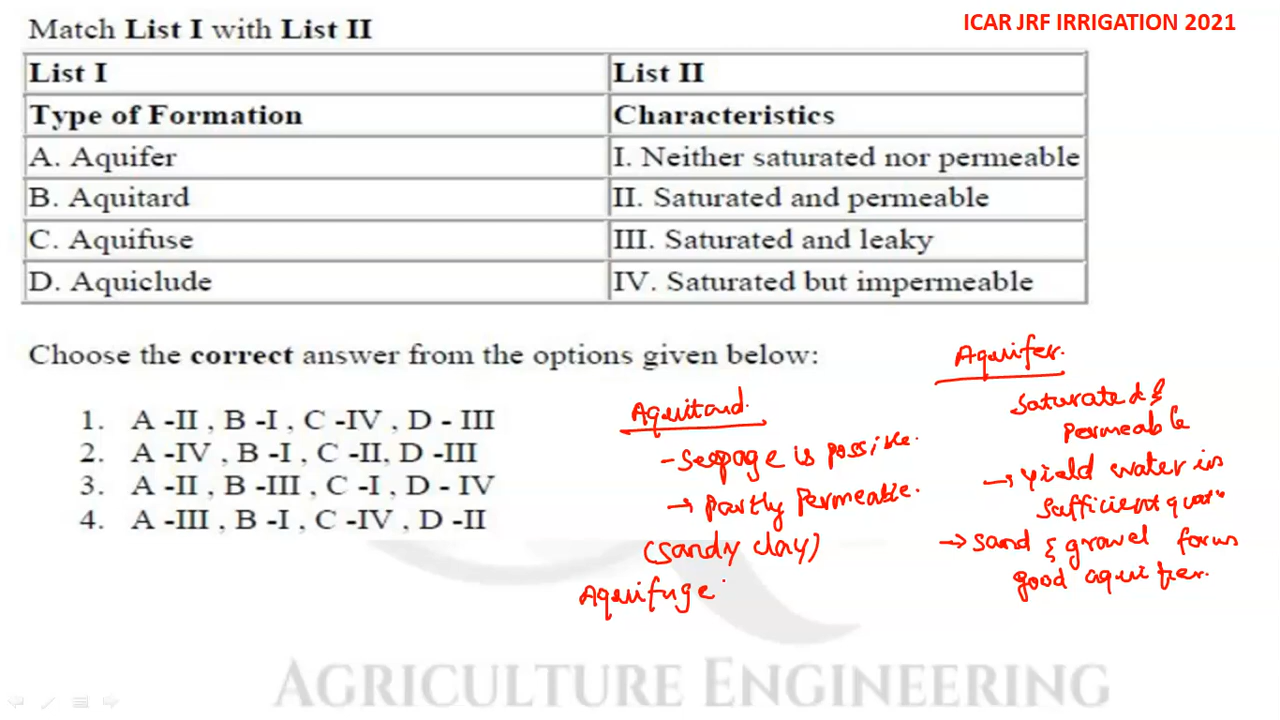 ICAR JRF IRRIGATION 2021
Match List I with List II
List I
List II
Type of Formation
Characteristics
A. Aquifer
I. Neither saturated nor permeable
B. Aquitard
II. Saturated and permeable
C. Aquifuse
III. Saturated and leaky
D. Aquiclude
IV. Saturated but impermeable
Choose the correct answer from the options given below:
1. A -II , B -I , C -IV , D - III
2. A -IV , B -I , C -II, D -III
3. A -II , B -III , C -I , D - IV
4. A -III , B -I , C -IV , D -II
Aquitard.
- Seepage is possible.
→ Partly Permeable.
(Sandy clay)
Aquifuge
Aquifer.
Saturated &
Permeable
→ Yield water in
sufficient
→ Sand & gravel forms
good aquifer.
AGRICULTURE ENGINEERING